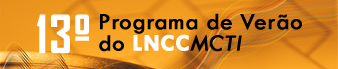 13º Programa de Verão
do LNCCMCTI